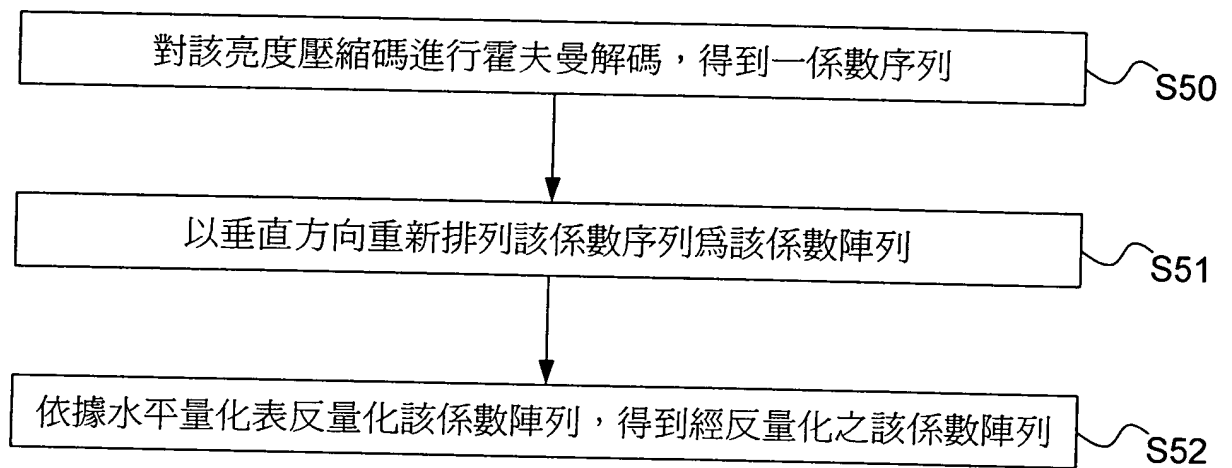 對該亮度壓縮碼進行霍夫曼解碼，得到一係數序列
S50
以垂直方向重新排列該係數序列爲該係數陣列
S51
依據水平量化表反量化該係數陣列，得到經反量化之該係數陣列
S52